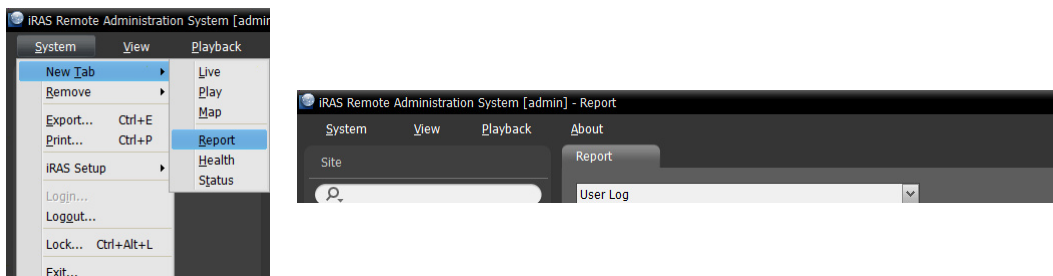 iRAS Remote Administration System [admin
System View Playback
New Tab
Remove
Export... Ctrl+E
Print... Ctrl+P
iRAS Setup
Login...
Logout...
Lock... Ctrl+Alt+L
Exit...
Live
Play
Map
Report
Health
Status
iRAS Remote Administration System [admin] - Report
System View Playback About
Site
Report
User Log